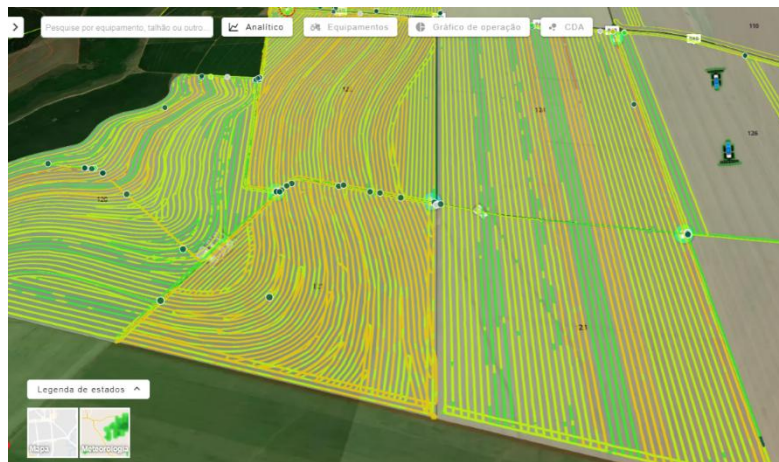 Pesquise por equipamento, talhão ou outro...
Analítico
Equipamentos
Gráfico de operação
CDA
118
126
131
120
21
Legenda de estados
Mapa
Meteorologia